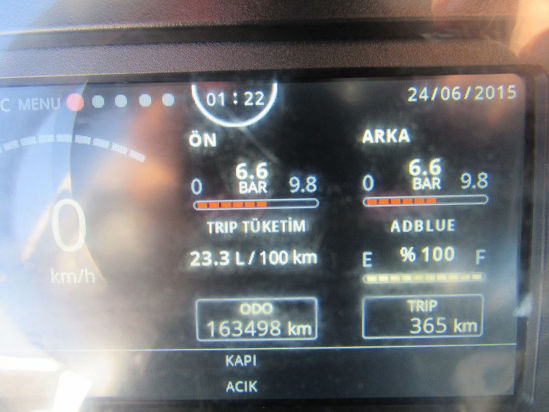 C MENU
01 : 22
24/06/2015
ÖN
ARKA
6.6
BAR
0 9.8
6.6
BAR
0 9.8
TRIP TÜKETİM
ADBLUE
23.3 L / 100 km
E % 100 F
0
km/h
ODO
163498 km
TRIP
365 km
KAPI
ACIK